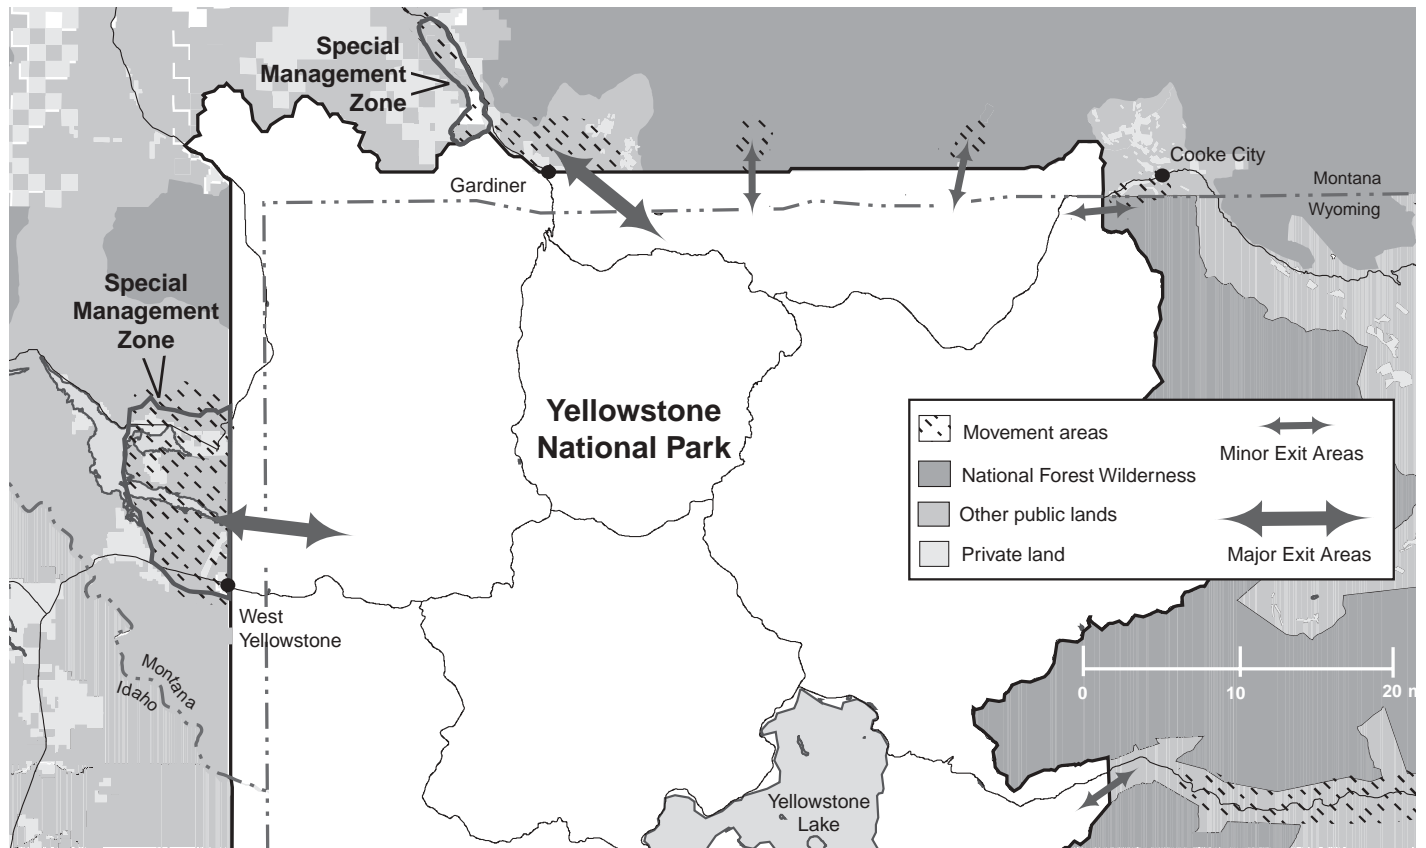 Special
Management
Zone
Gardiner
Cooke City
Montana
Wyoming
Special
Management
Zone
Yellowstone
National Park
Movement areas
National Forest Wilderness
Other public lands
Private land
Minor Exit Areas
Major Exit Areas
West
Yellowstone
Montana
Idaho
0
10
20 m
Yellowstone
Lake